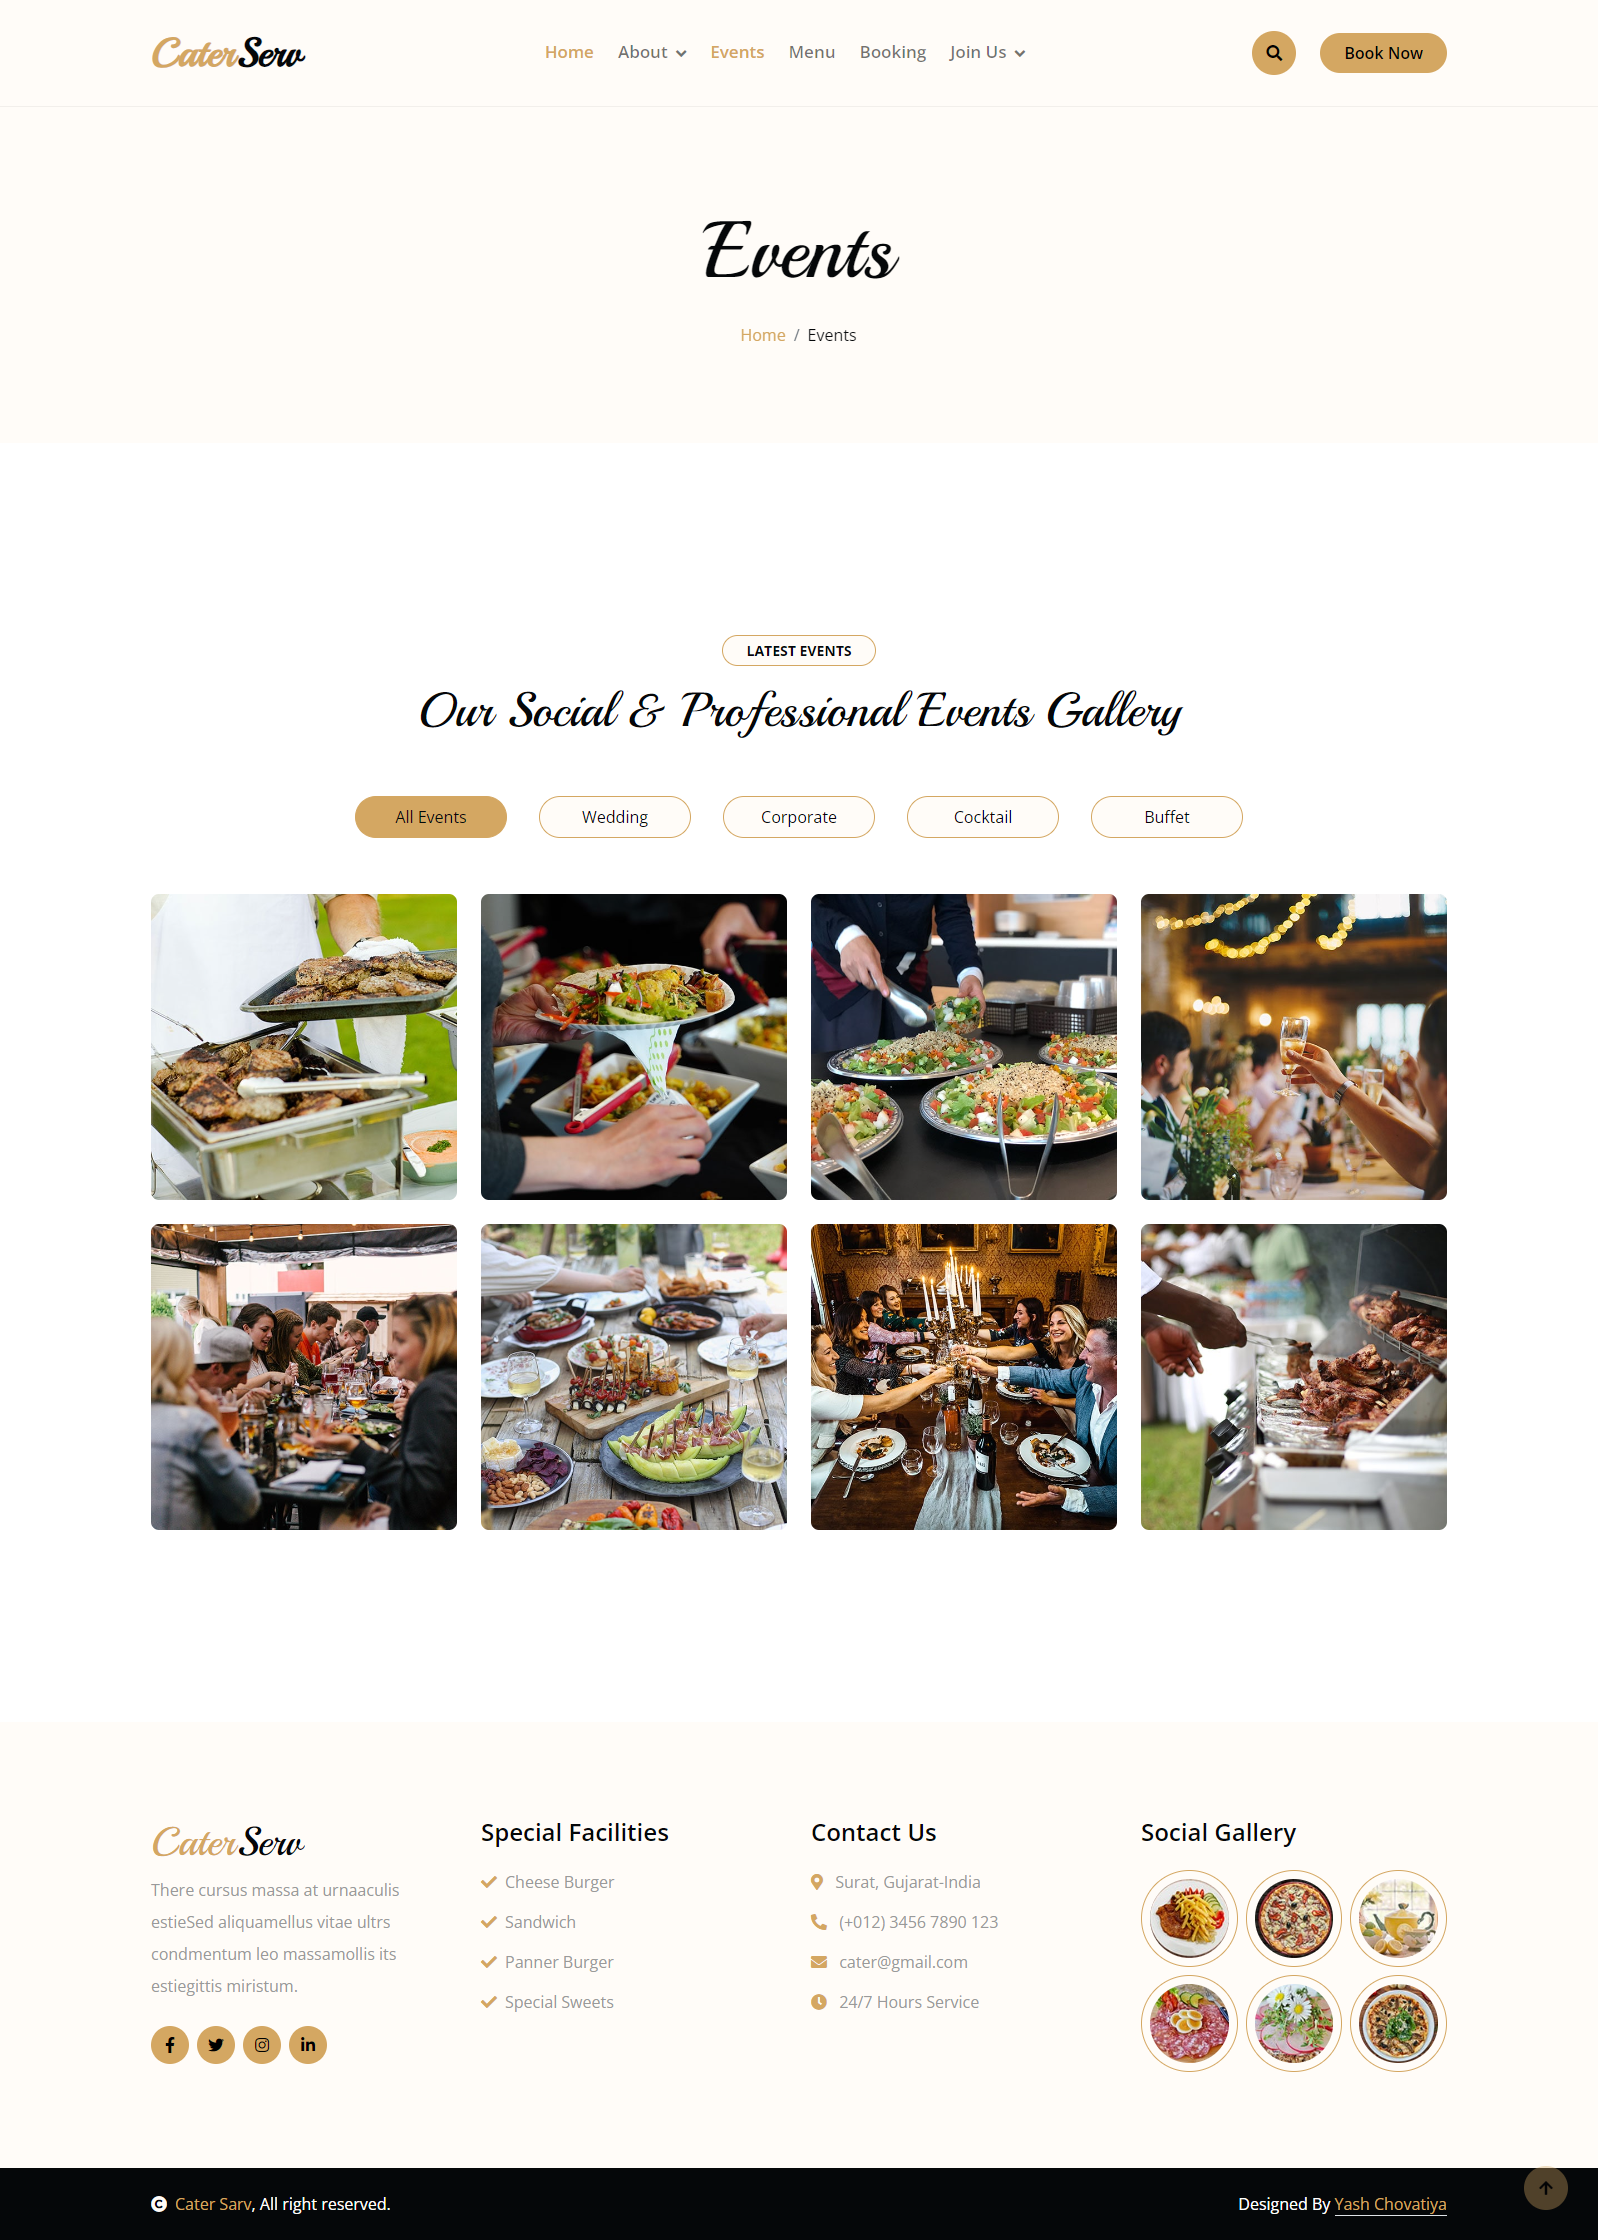 CaterServ
Home About Events Menu Booking Join Us
Book Now
Events
Home / Events
LATEST EVENTS
Our Social & Professional Events Gallery
All Events Wedding Corporate Cocktail Buffet
CaterServ
There cursus massa at urnaaculis
estieSed aliquamellus vitae ultrs
condmentum leo massamollis its
estiegittis miristum.
Special Facilities
Cheese Burger
Sandwich
Panner Burger
Special Sweets
Contact Us
Surat, Gujarat-India
(+012) 3456 7890 123
cater@gmail.com
24/7 Hours Service
Social Gallery
Cater Sarv, All right reserved.
Designed By Yash Chovatiya